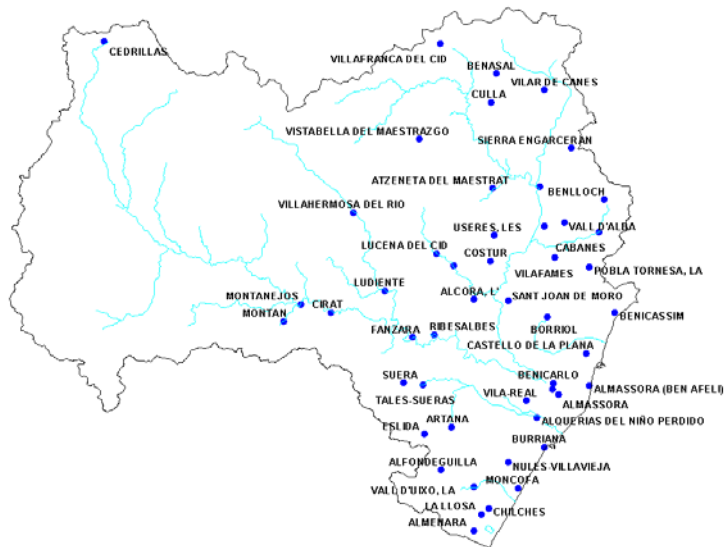 CEDRILLAS
VILLAFRANCA DEL CID
BENASAL
VILAR DE CANES
CULLA
VISTABELLA DEL MAESTRAZGO
SIERRA ENGARCERAN
ATZENETA DEL MAESTRAT
BENLLOCH
VILLAHERMOSA DEL RIO
USERES, LES
VALL D'ALBA
LUCENA DEL CID
COSTUR
CABANES
VILAFAMES
POBLA TORNESA, LA
LUDIENTE
MONTANEJOS
CIRAT
ALCORA, L'
SANT JOAN DE MORO
MONTAN
BENICASSIM
FANZARA
RIBESALBES
BORRIOL
CASTELLO DE LA PLANA
SUERA
BENICARLO
TALES-SUERAS
VILA-REAL
ALMASSORA (BEN AFELI)
ALMASSORA
ARTANA
ALQUERIAS DEL NIÑO PERDIDO
ESLIDA
BURRIANA
ALFONDEGUILLA
NULES-VILLAVIEJA
MONCOFA
VALL D'UIXO, LA
LA LLOSA
CHILCHES
ALMENARA